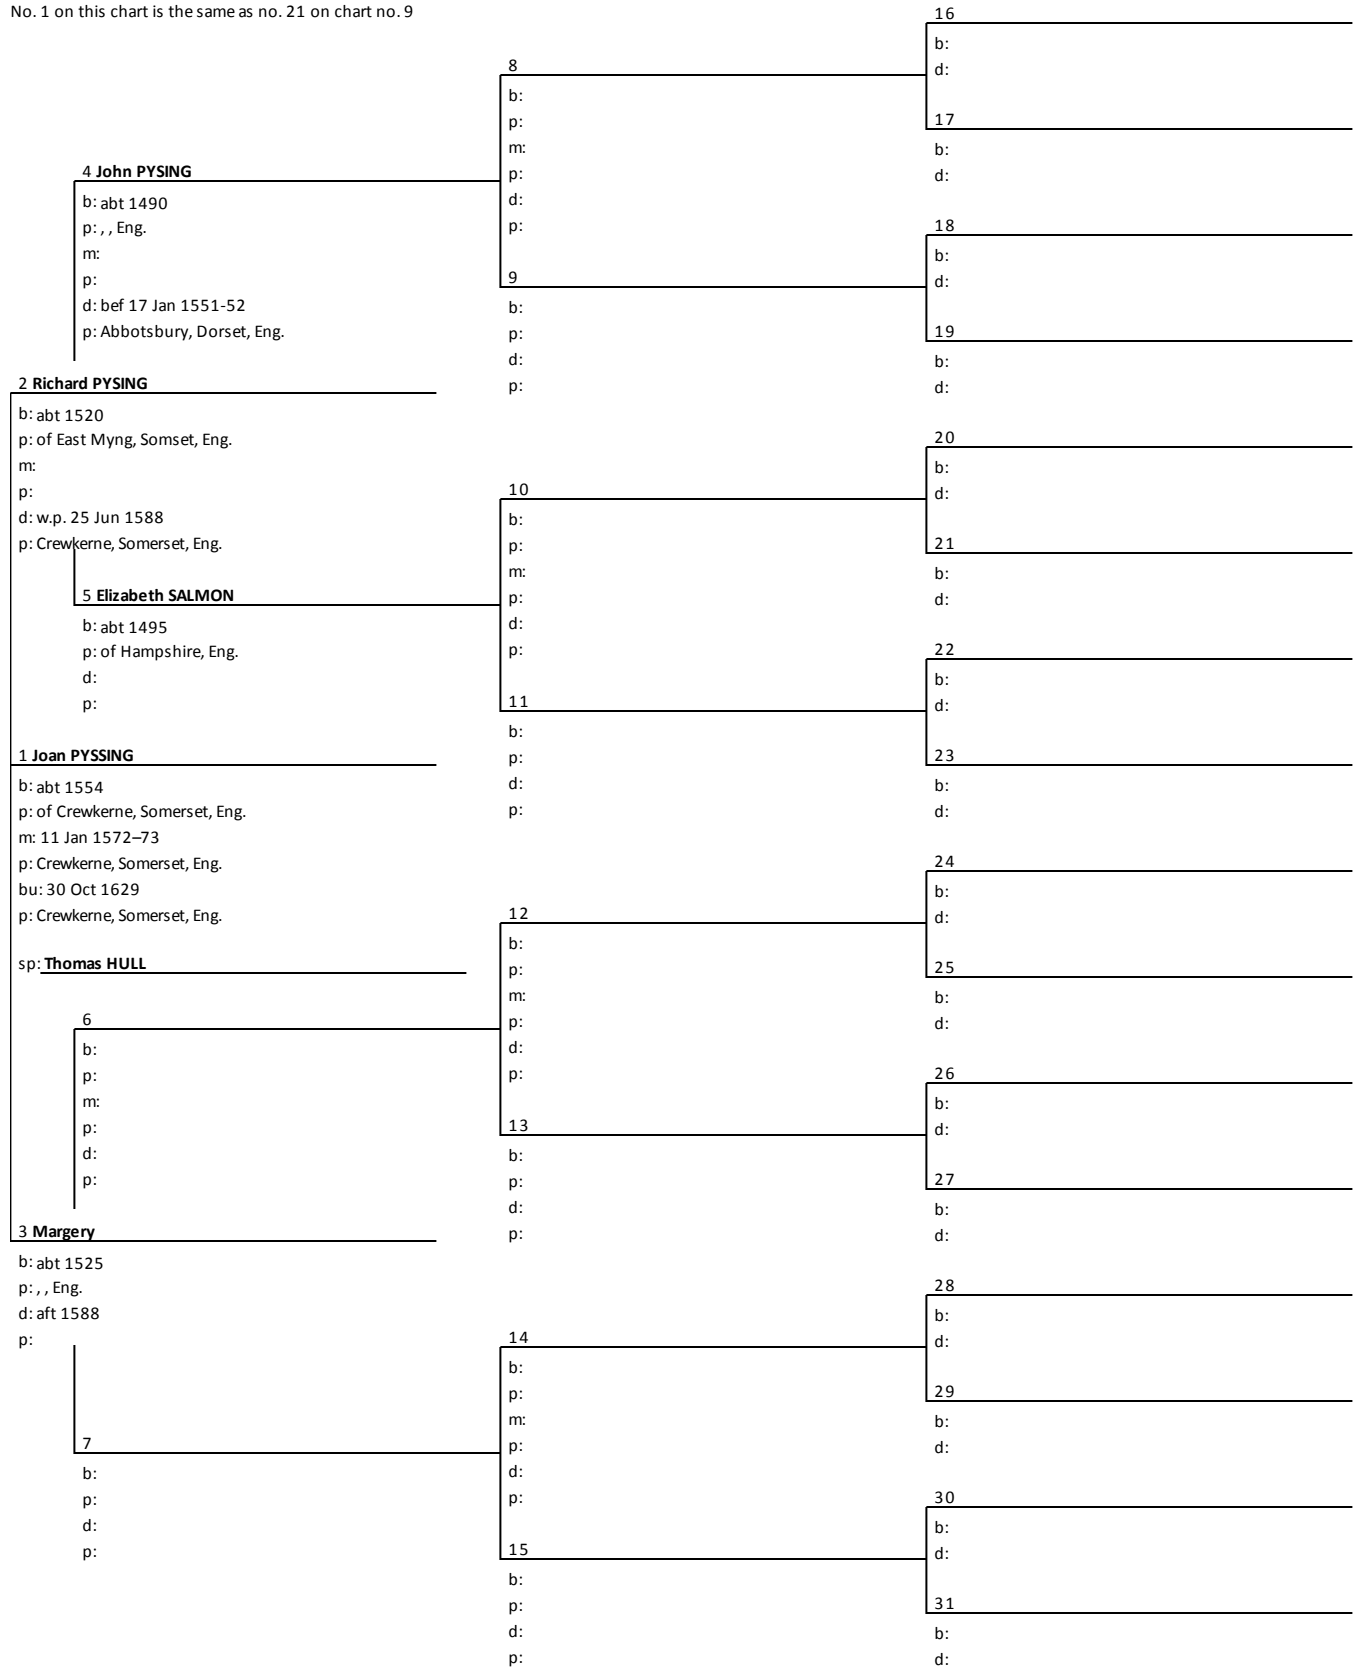 No. 1 on this chart is the same as no. 21 on chart no. 9
4 John PYSING
b: abt 1490
p: , , Eng.
m:
p:
d: bef 17 Jan 1551-52
p: Abbotsbury, Dorset, Eng.
2 Richard PYSING
b: abt 1520
p: of East Myng, Somset, Eng.
m:
p:
d: w.p. 25 Jun 1588
p: Crewkerne, Somerset, Eng.
5 Elizabeth SALMON
b: abt 1495
p: of Hampshire, Eng.
d:
p:
1 Joan PYSSING
b: abt 1554
p: of Crewkerne, Somerset, Eng.
m: 11 Jan 1572–73
p: Crewkerne, Somerset, Eng.
bu: 30 Oct 1629
p: Crewkerne, Somerset, Eng.
sp: Thomas HULL
6
b:
p:
m:
p:
d:
p:
3 Margery
b: abt 1525
p: , , Eng.
d: aft 1588
p:
7
b:
p:
d:
p:
8
b:
p:
m:
p:
d:
p:
9
b:
p:
d:
p:
10
b:
p:
m:
p:
d:
p:
11
b:
p:
d:
p:
12
b:
p:
m:
p:
d:
p:
13
b:
p:
d:
p:
14
b:
p:
m:
p:
d:
p:
15
b:
p:
d:
p:
16
b:
d:
17
b:
d:
18
b:
d:
19
b:
d:
20
b:
d:
21
b:
d:
22
b:
d:
23
b:
d:
24
b:
d:
25
b:
d:
26
b:
d:
27
b:
d:
28
b:
d:
29
b:
d:
30
b:
d:
31
b:
d: